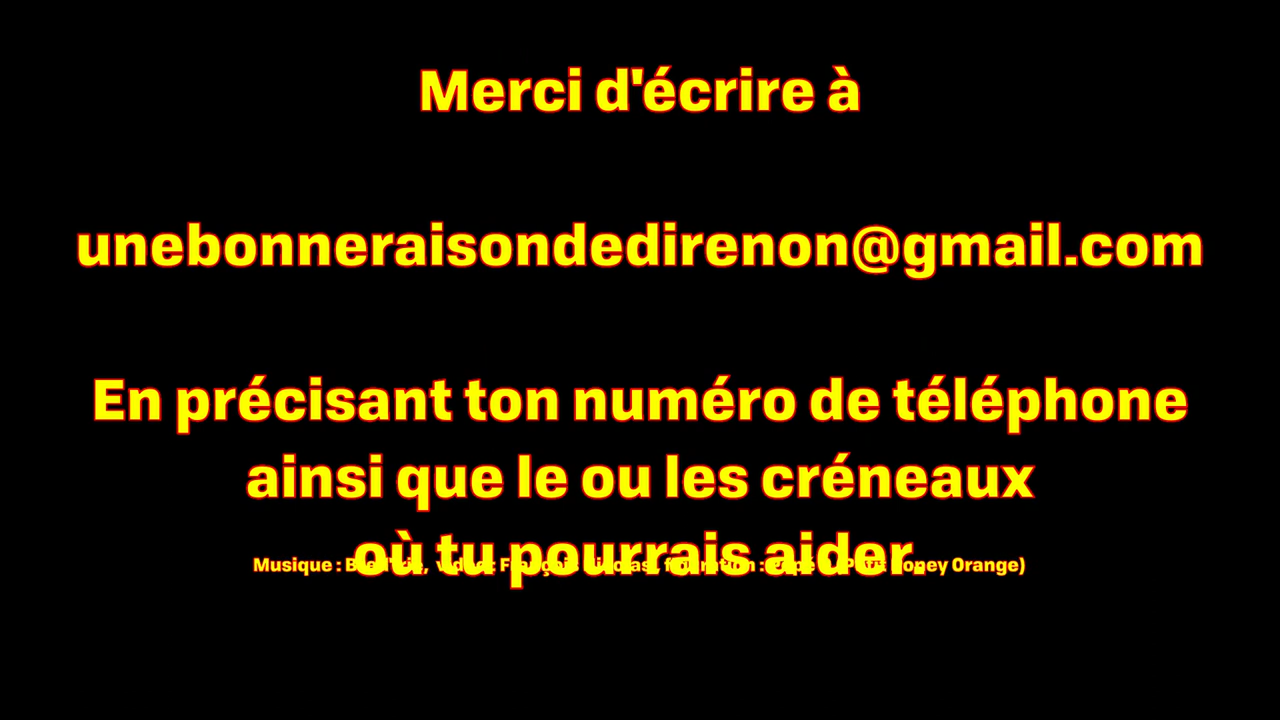 Merci d'écrire à
unebonneraisondedirenon@gmail.com
En précisant ton numéro de téléphone
ainsi que le ou les créneaux
où tu pourrais aider.
Musique : Orange)